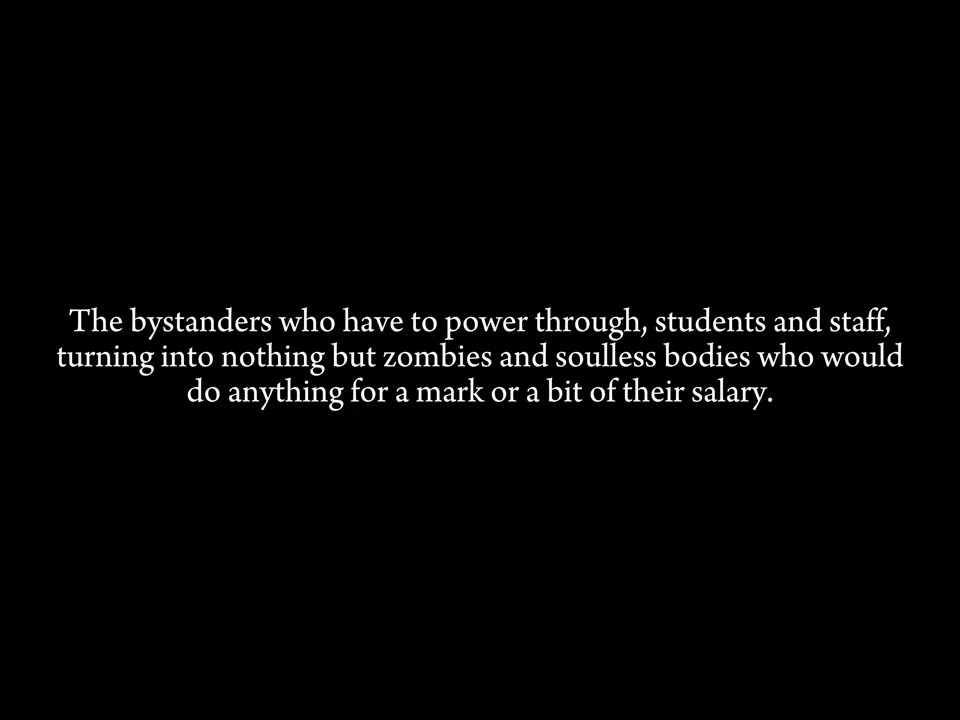 The bystanders who have to power through, students and staff,
turning into nothing but zombies and soulless bodies who would
do anything for a mark or a bit of their salary.